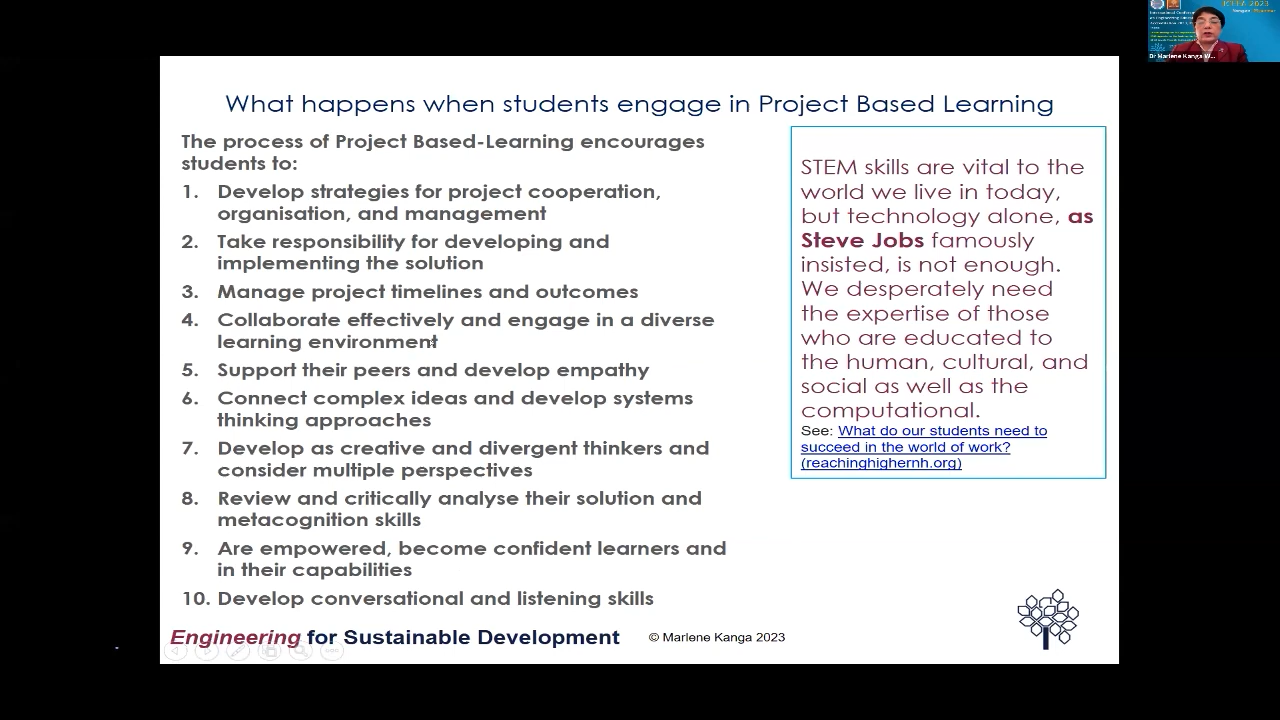 What happens when students engage in Project Based Learning
The process of Project Based-Learning encourages
students to:
1. Develop strategies for project cooperation,
organisation, and management
2. Take responsibility for developing and
implementing the solution
3. Manage project timelines and outcomes
4. Collaborate effectively and engage in a diverse
learning environment
5. Support their peers and develop empathy
6. Connect complex ideas and develop systems
thinking approaches
7. Develop as creative and divergent thinkers and
consider multiple perspectives
8. Review and critically analyse their solution and
metacognition skills
9. Are empowered, become confident learners and
in their capabilities
10. Develop conversational and listening skills
STEM skills are vital to the
world we live in today,
but technology alone, as
Steve Jobs famously
insisted, is not enough.
We desperately need
the expertise of those
who are educated to
the human, cultural, and
social as well as the
computational.
See: What do our students need to
succeed in the world of work?
(reachinghighernh.org)
Engineering for Sustainable Development
© Marlene Kanga 2023
International Conference
2023
Dr Marlene Kanga W...